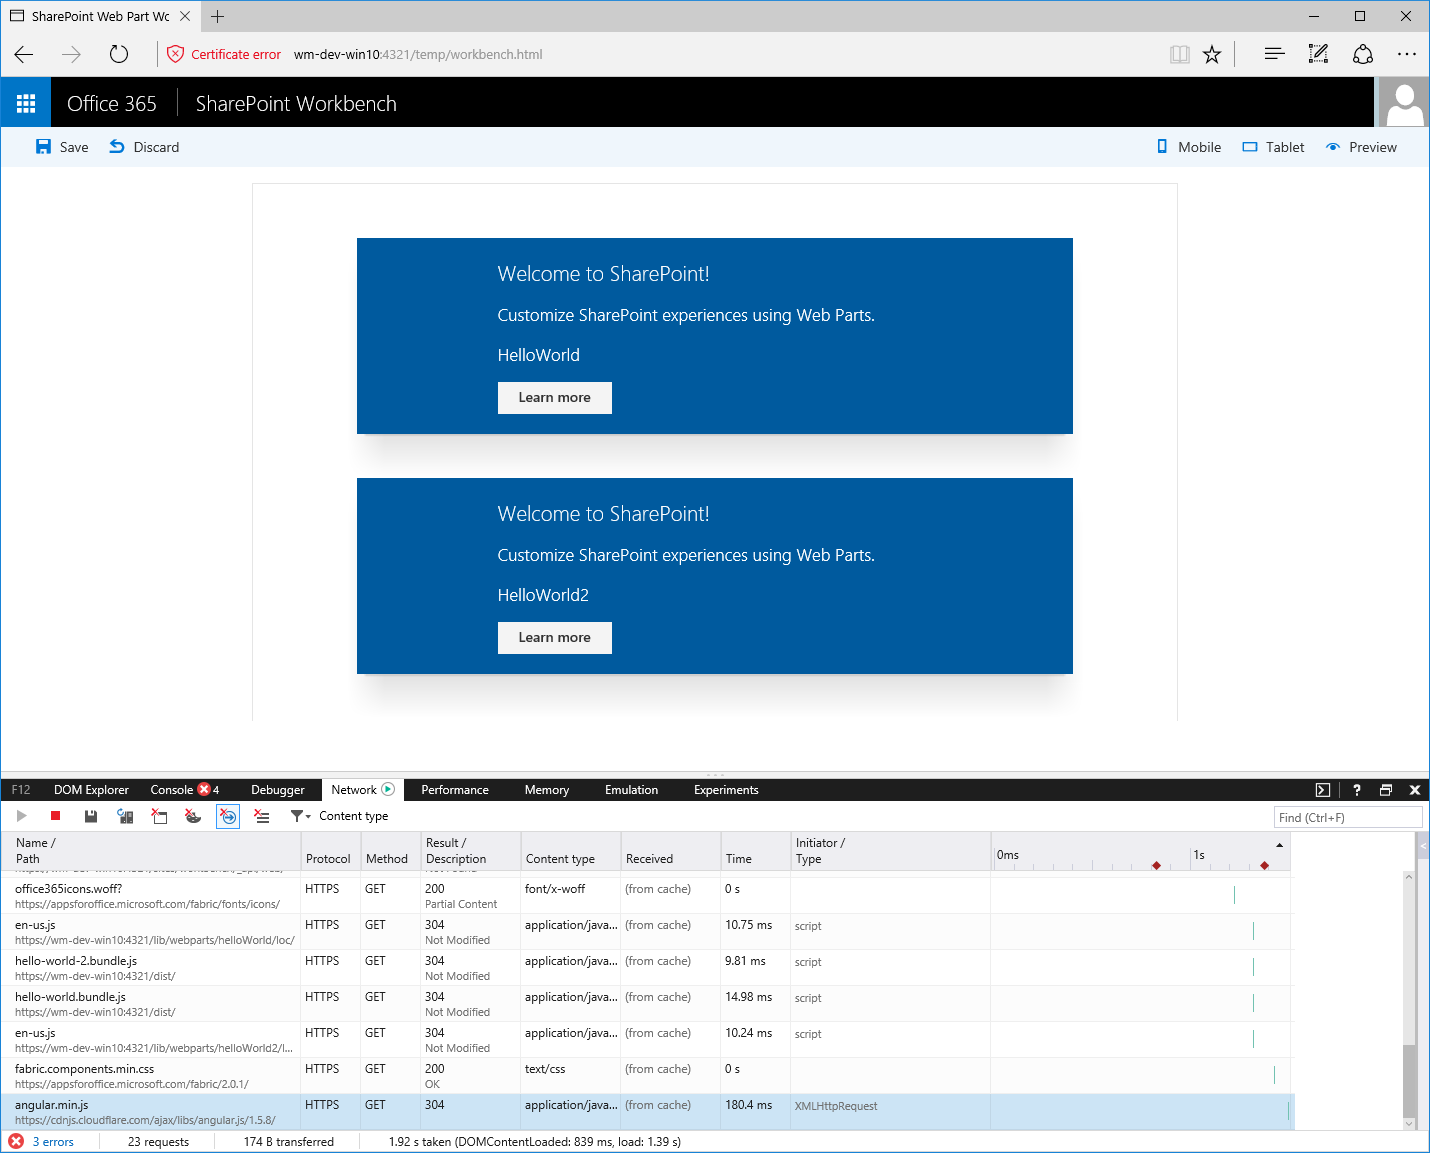 SharePoint Web Part Wc
Certificate error wm-dev-win10:4321/temp/workbench.html
Office 365 SharePoint Workbench
Save Discard Mobile Tablet Preview
Welcome to SharePoint!
Customize SharePoint experiences using Web Parts.
HelloWorld
Learn more
Welcome to SharePoint!
Customize SharePoint experiences using Web Parts.
HelloWorld2
Learn more
F12 DOM Explorer Console 4 Debugger Network Performance Memory Emulation Experiments ?
Content type Find (Ctrl+F)
Name / Result / Initiator /
Path Protocol Method Description Content type Received Time Type 0ms 1s
office365icons.woff? HTTPS GET 200 font/x-woff (from cache) 0 s
https://appsforoffice.microsoft.com/fabric/fonts/icons/ Partial Content
en-us.js HTTPS GET 304 application/java... (from cache) 10.75 ms script
https://wm-dev-win10:4321/lib/webparts/helloWorld/loc/ Not Modified
hello-world-2.bundle.js HTTPS GET 304 application/java... (from cache) 9.81 ms script
https://wm-dev-win10:4321/dist/ Not Modified
hello-world.bundle.js HTTPS GET 304 application/java... (from cache) 14.98 ms script
https://wm-dev-win10:4321/dist/ Not Modified
en-us.js HTTPS GET 304 application/java... (from cache) 10.24 ms script
https://wm-dev-win10:4321/lib/webparts/helloWorld2/l... Not Modified
fabric.components.min.css HTTPS GET 200 text/css (from cache) 0 s
https://appsforoffice.microsoft.com/fabric/2.0.1/ OK
angular.min.js HTTPS GET 304 application/java... (from cache) 180.4 ms XMLHttpRequest
https://cdnjs.cloudflare.com/ajax/libs/angular.js/1.5.8/
3 errors 23 requests 174 B transferred 1.92 s taken (DOMContentLoaded: 839 ms, load: 1.39 s)